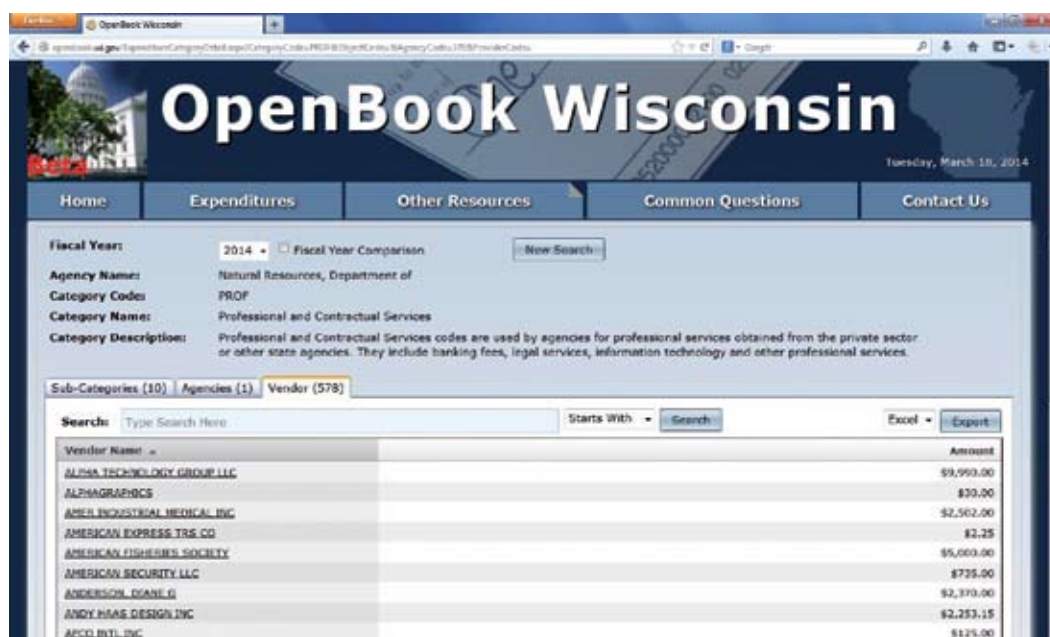 OpenBook Wisconsin
OpenBook Wisconsin
Beta
Tuesday, March 18, 2014
Home Expenditures Other Resources Common Questions Contact Us
Fiscal Year: 2014 Fiscal Year Comparison New Search
Agency Name: Natural Resources, Department of
Category Code: PROF
Category Name: Professional and Contractual Services
Category Description: Professional and Contractual Services codes are used by agencies for professional services obtained from the private sector
or other state agencies. They include banking fees, legal services, information technology and other professional services.
Sub-Categories (10) Agencies (1) Vendor (578)
Search: Type Search Here Starts With Search Excel Export
Vendor Name Amount
ALPHA TECHNOLOGY GROUP LLC $9,990.00
ALPHAGRAPHICS $30.00
AMER INDUSTRIAL MEDICAL INC $2,502.00
AMERICAN EXPRESS TRS CO $2.25
AMERICAN FISHERIES SOCIETY $5,000.00
AMERICAN SECURITY LLC $735.00
ANDERSON, DIANE G $2,370.00
ANDY HAAS DESIGN INC $2,253.15
APCO INTL INC $125.00